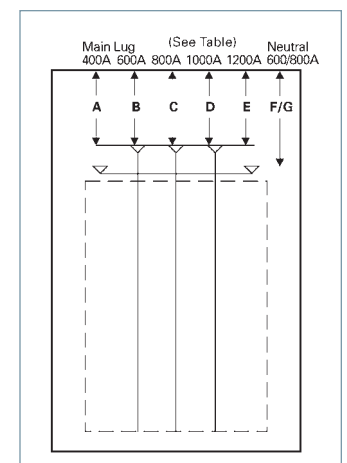 (See Table)
Main Lug Neutral
400A 600A 800A 1000A 1200A 600/800A
A B C D E F/G